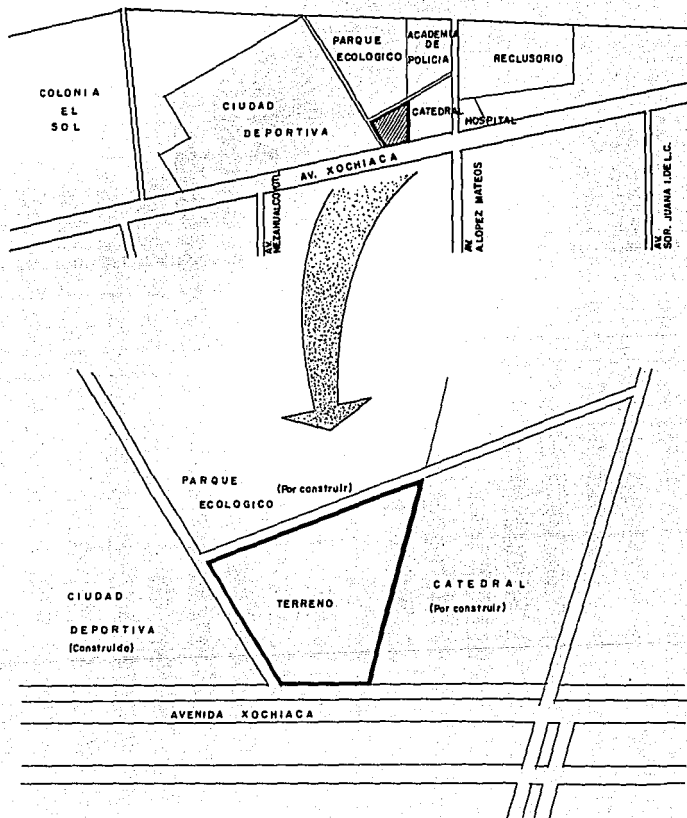 PARQUE
ECOLOGICO
ACADEMIA
DE
POLICIA
RECLUSORIO
COLONIA
EL
SOL
CIUDAD
DEPORTIVA
CATEDRAL
HOSPITAL
AV. XOCHIACA
AV.
NEZAHUALCOYOTL
AV.
A. LOPEZ MATEOS
AV.
SOR. JUANA I. DE L.C.
PARQUE
ECOLOGICO
(Por construir)
CIUDAD
DEPORTIVA
(Construida)
TERRENO
CATEDRAL
(Por construir)
AVENIDA XOCHIACA